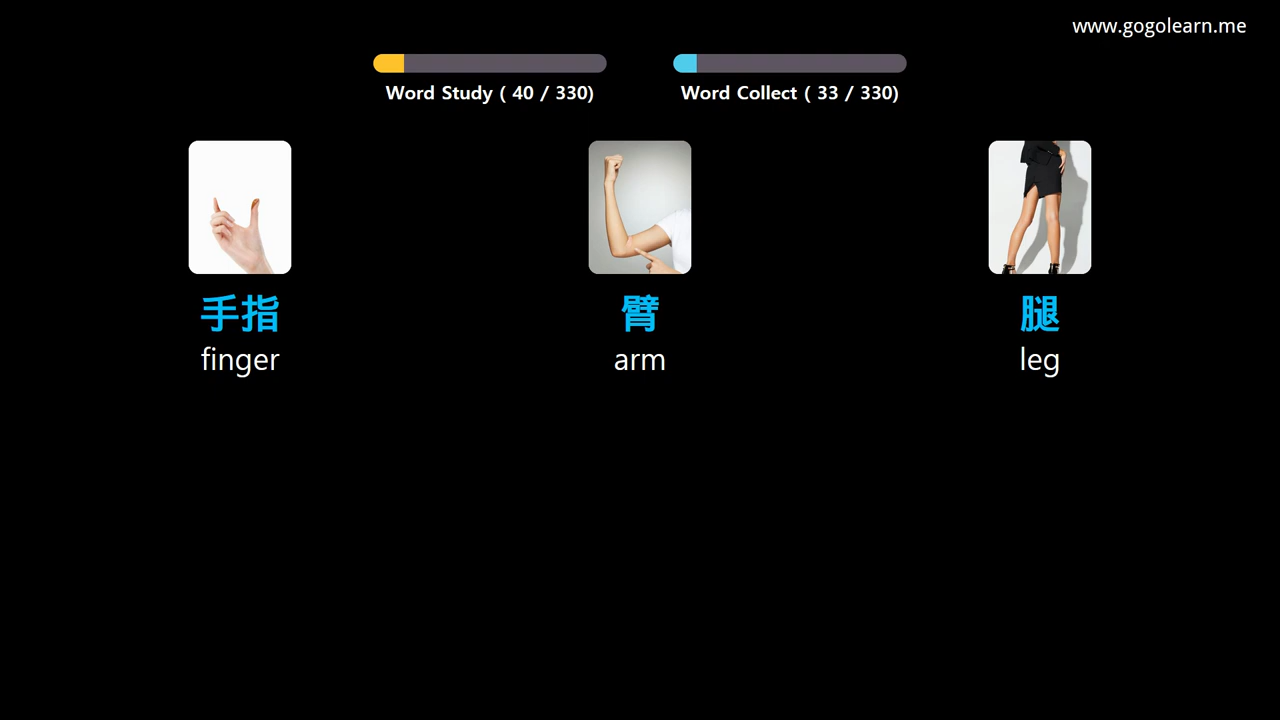 www.gogolearn.me
Word Study ( 40 / 330)
Word Collect ( 33 / 330)
手指
臂
腿
finger
arm
leg